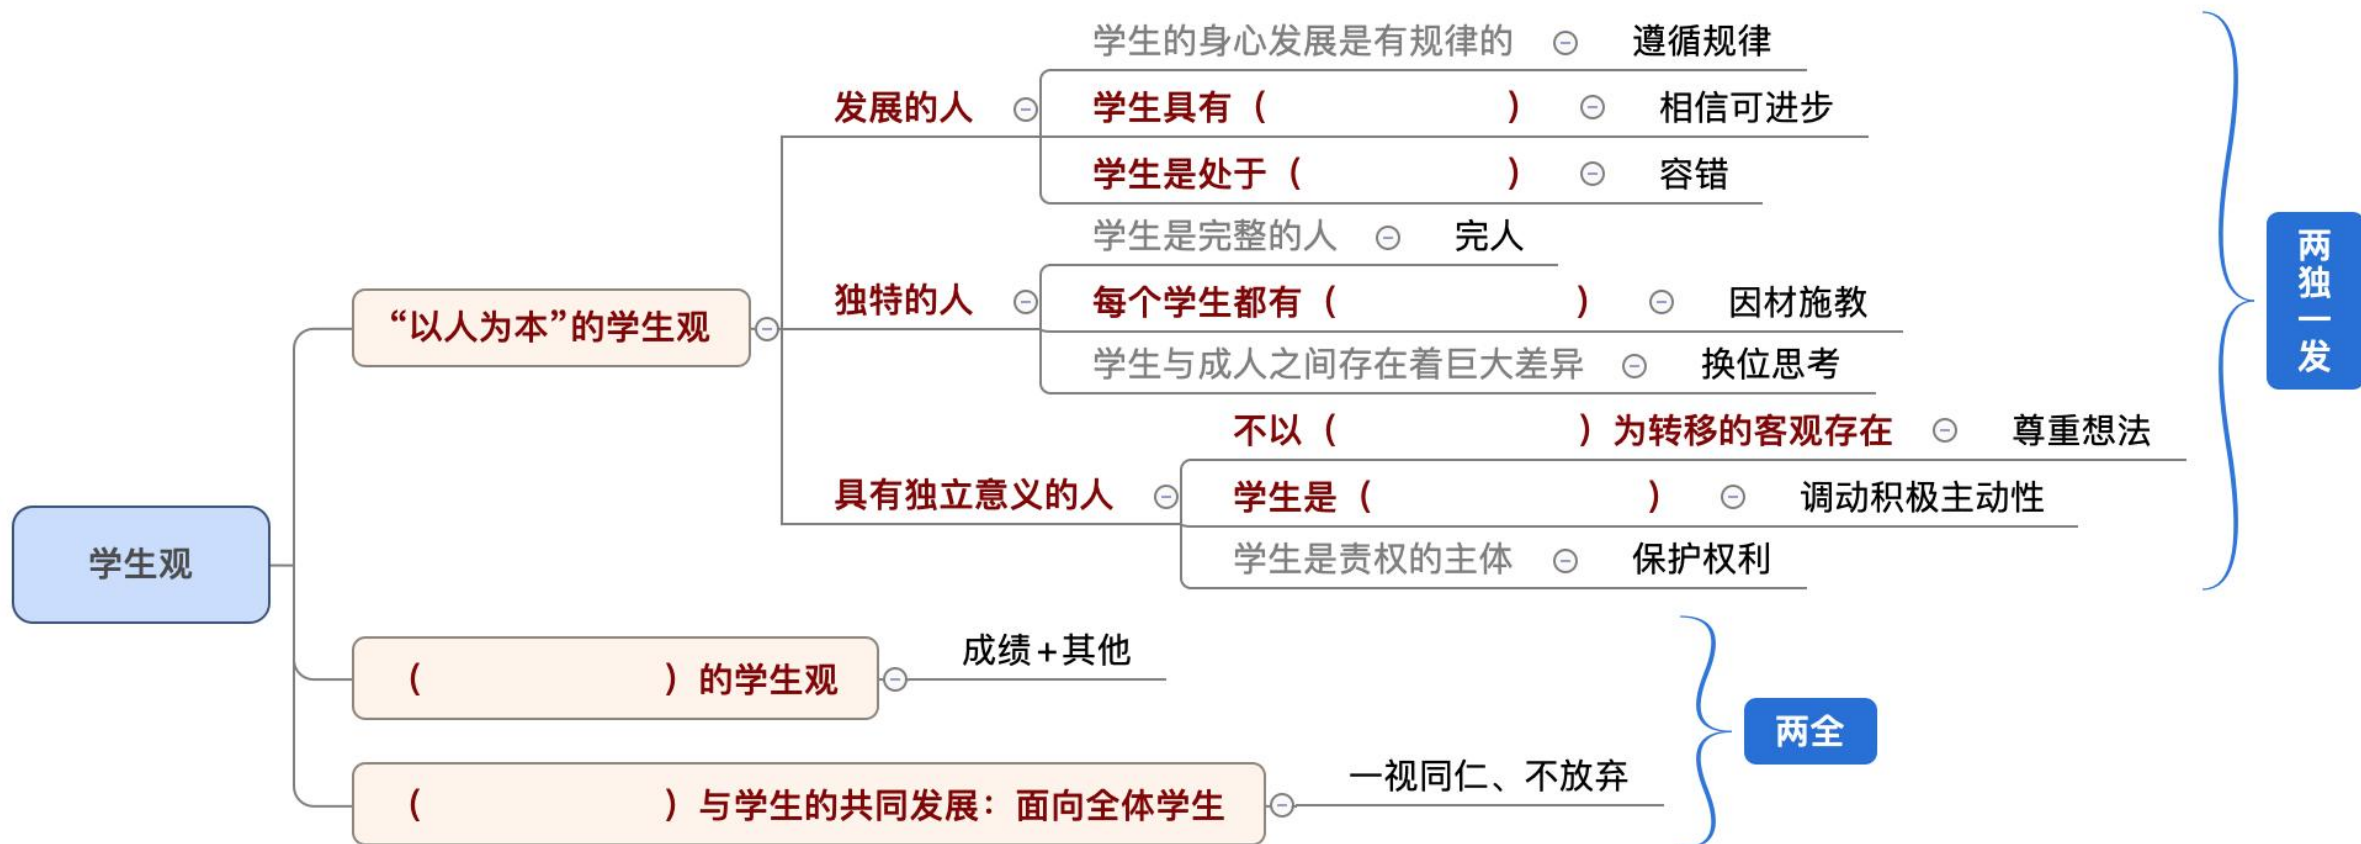 学生的身心发展是有规律的 遵循规律
发展的人 学生具有（ ） 相信可进步
学生是处于（ ） 容错
学生是完整的人 完人
独特的人 每个学生都有（ ） 因材施教
“以人为本”的学生观
学生与成人之间存在着巨大差异 换位思考
不以（ ）为转移的客观存在 尊重想法
具有独立意义的人 学生是（ ） 调动积极主动性
学生是责权的主体 保护权利
两独一发
学生观
（ ）的学生观 成绩+其他
（ ）与学生的共同发展：面向全体学生 一视同仁、不放弃
两全